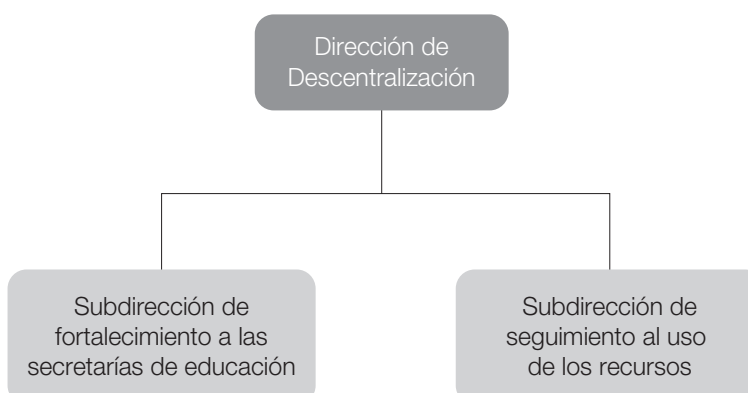 Dirección de
Descentralización
Subdirección de
fortalecimiento a las
secretarías de educación
Subdirección de
seguimiento al uso
de los recursos